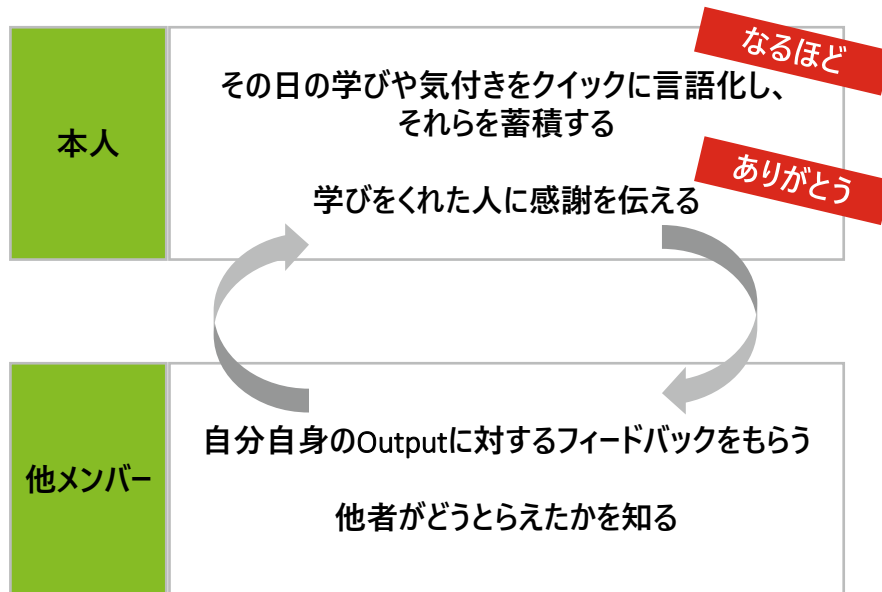 なるほど
本人
その日の学びや気付きをクイックに言語化し、
それらを蓄積する
ありがとう
学びをくれた人に感謝を伝える
他メンバー
自分自身のOutputに対するフィードバックをもらう
他者がどうとらえたかを知る